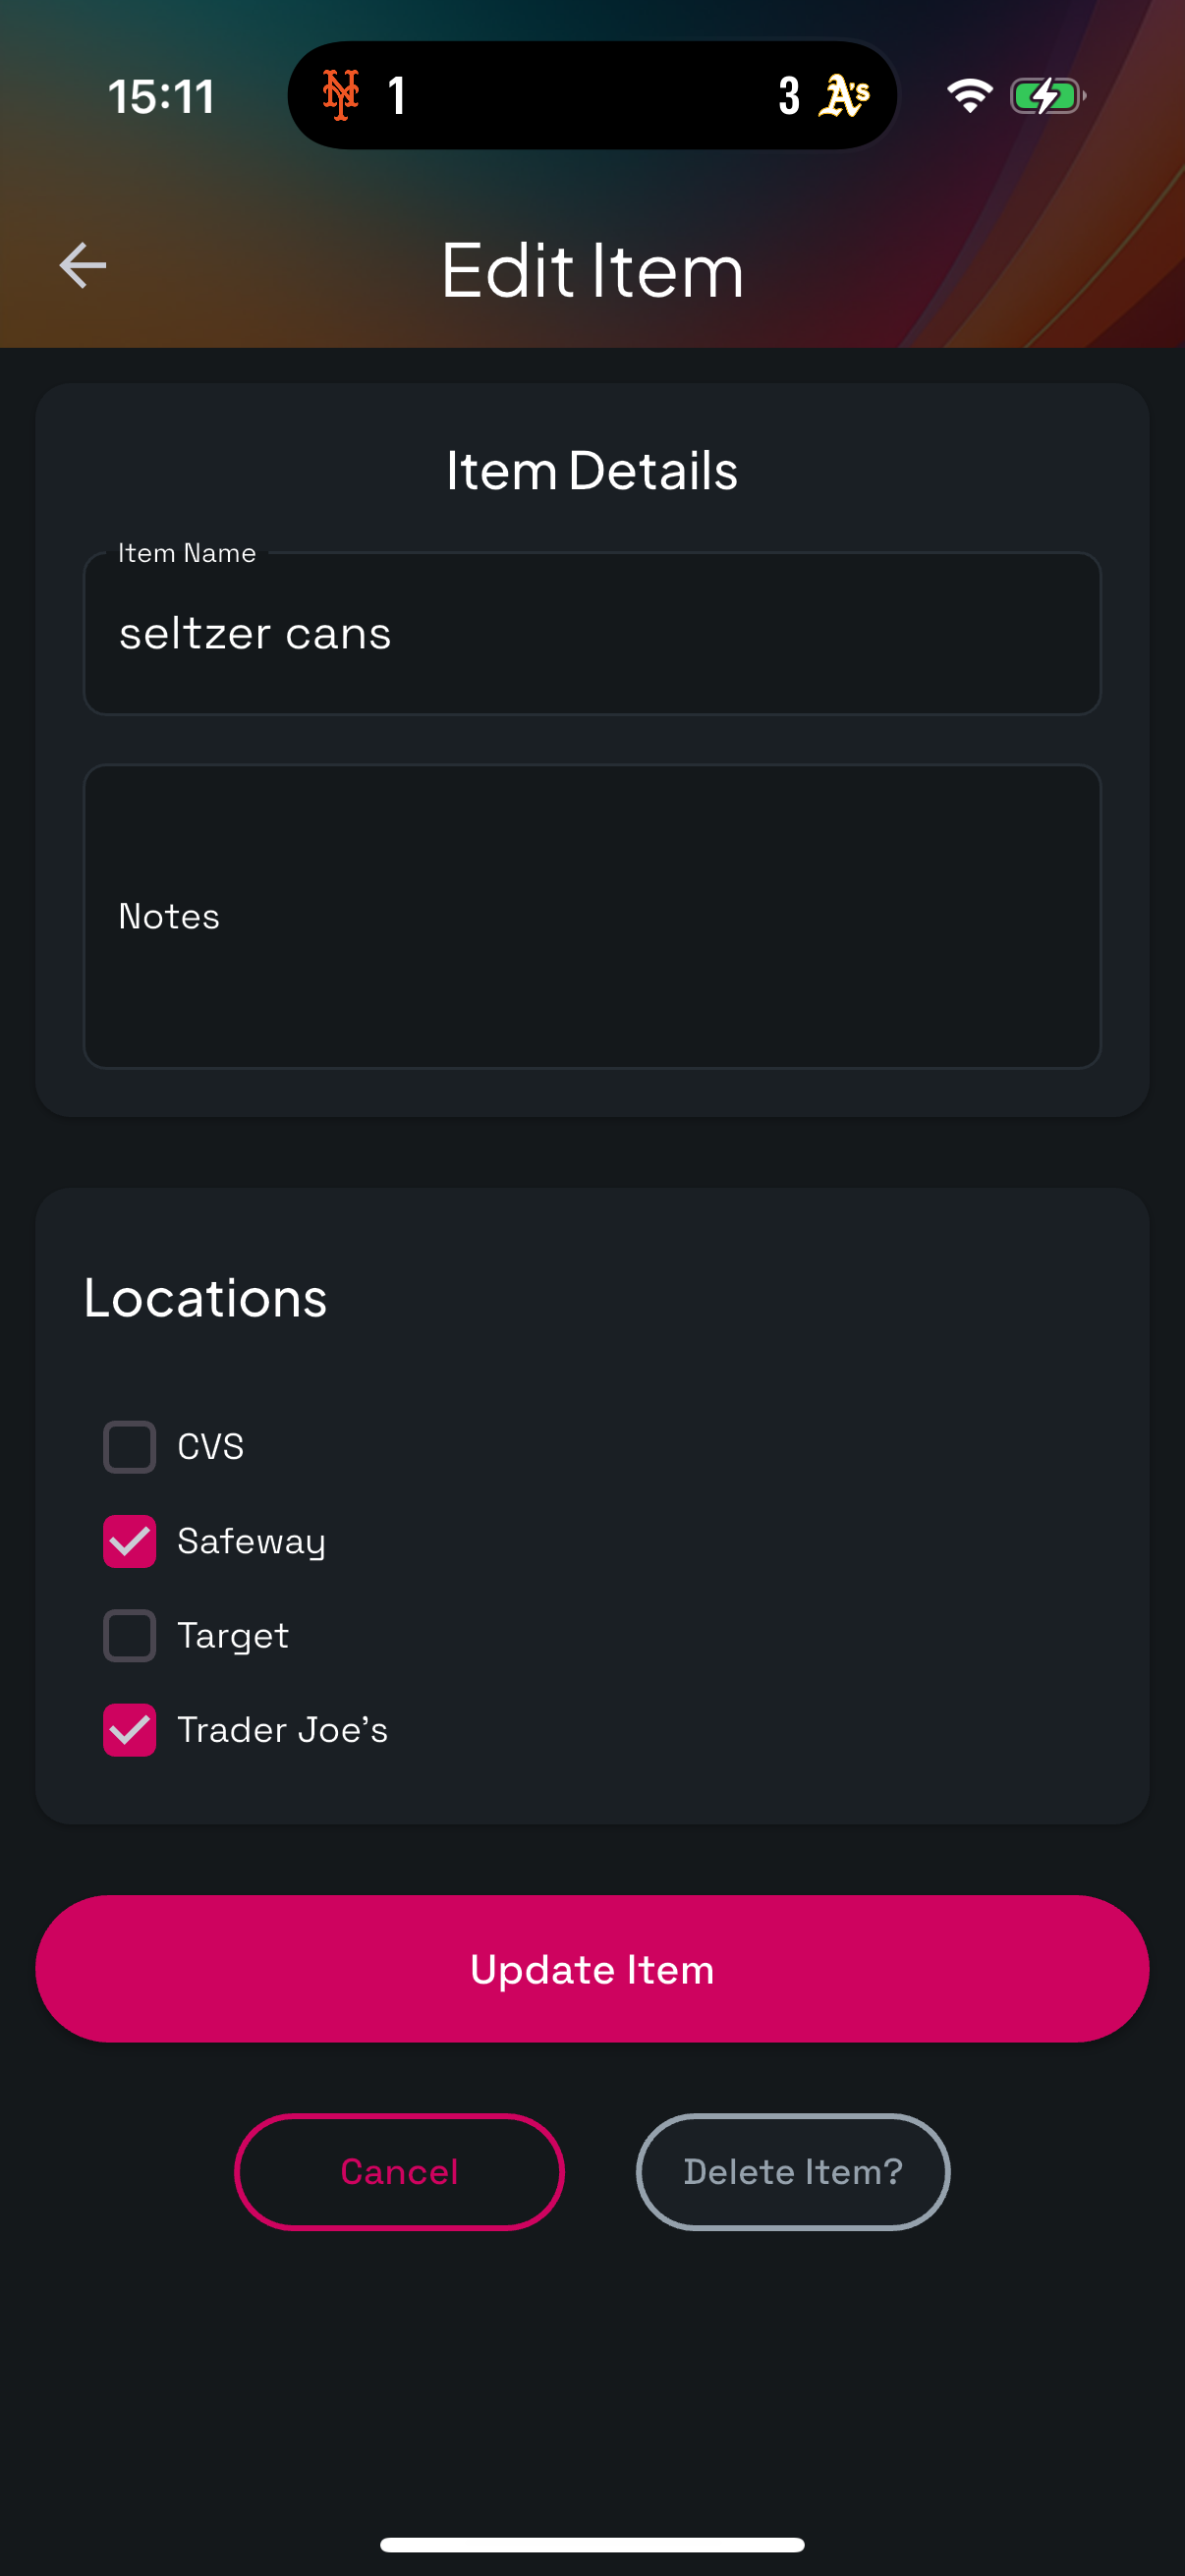 15:11 NY 1 3 A's
Edit Item
Item Details
Item Name
seltzer cans
Notes
Locations
CVS
Safeway
Target
Trader Joe’s
Update Item
Cancel Delete Item?